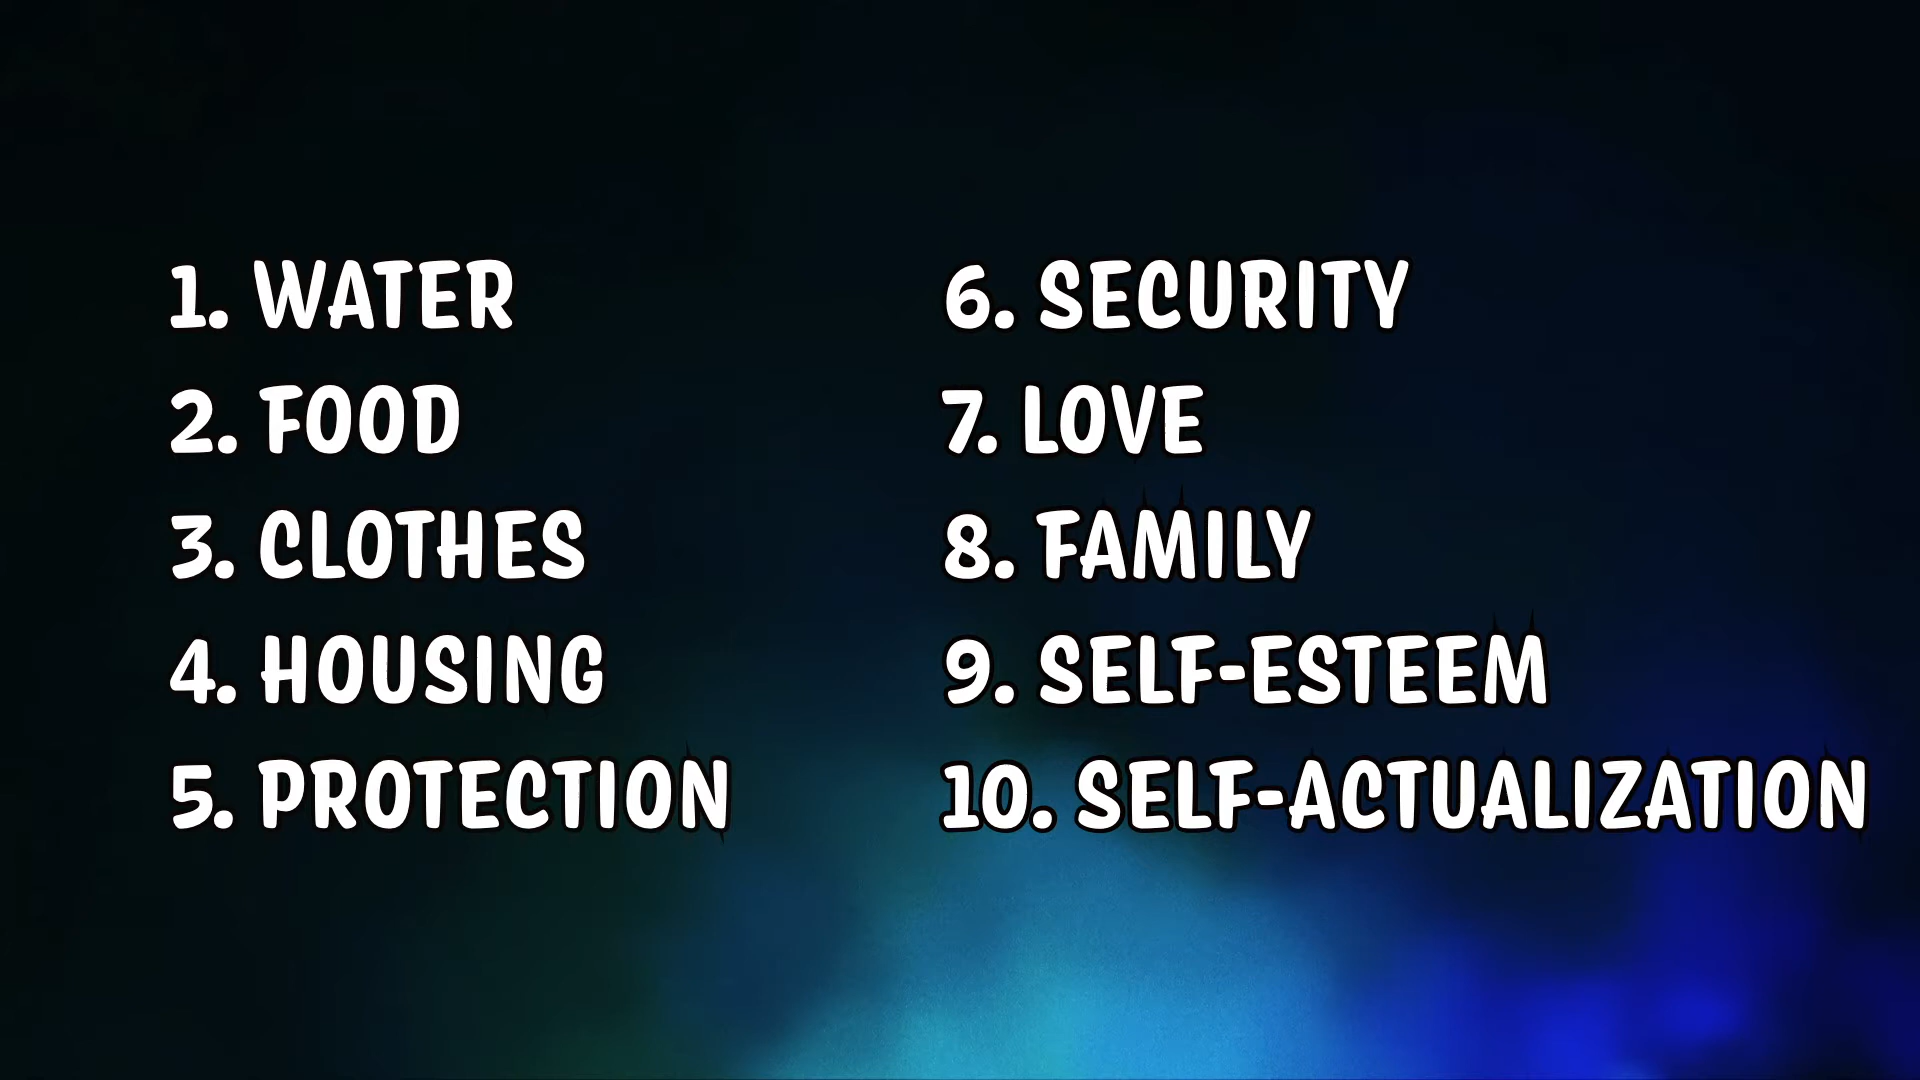 1. WATER
2. FOOD
3. CLOTHES
4. HOUSING
5. PROTECTION
6. SECURITY
7. LOVE
8. FAMILY
9. SELF-ESTEEM
10. SELF-ACTUALIZATION